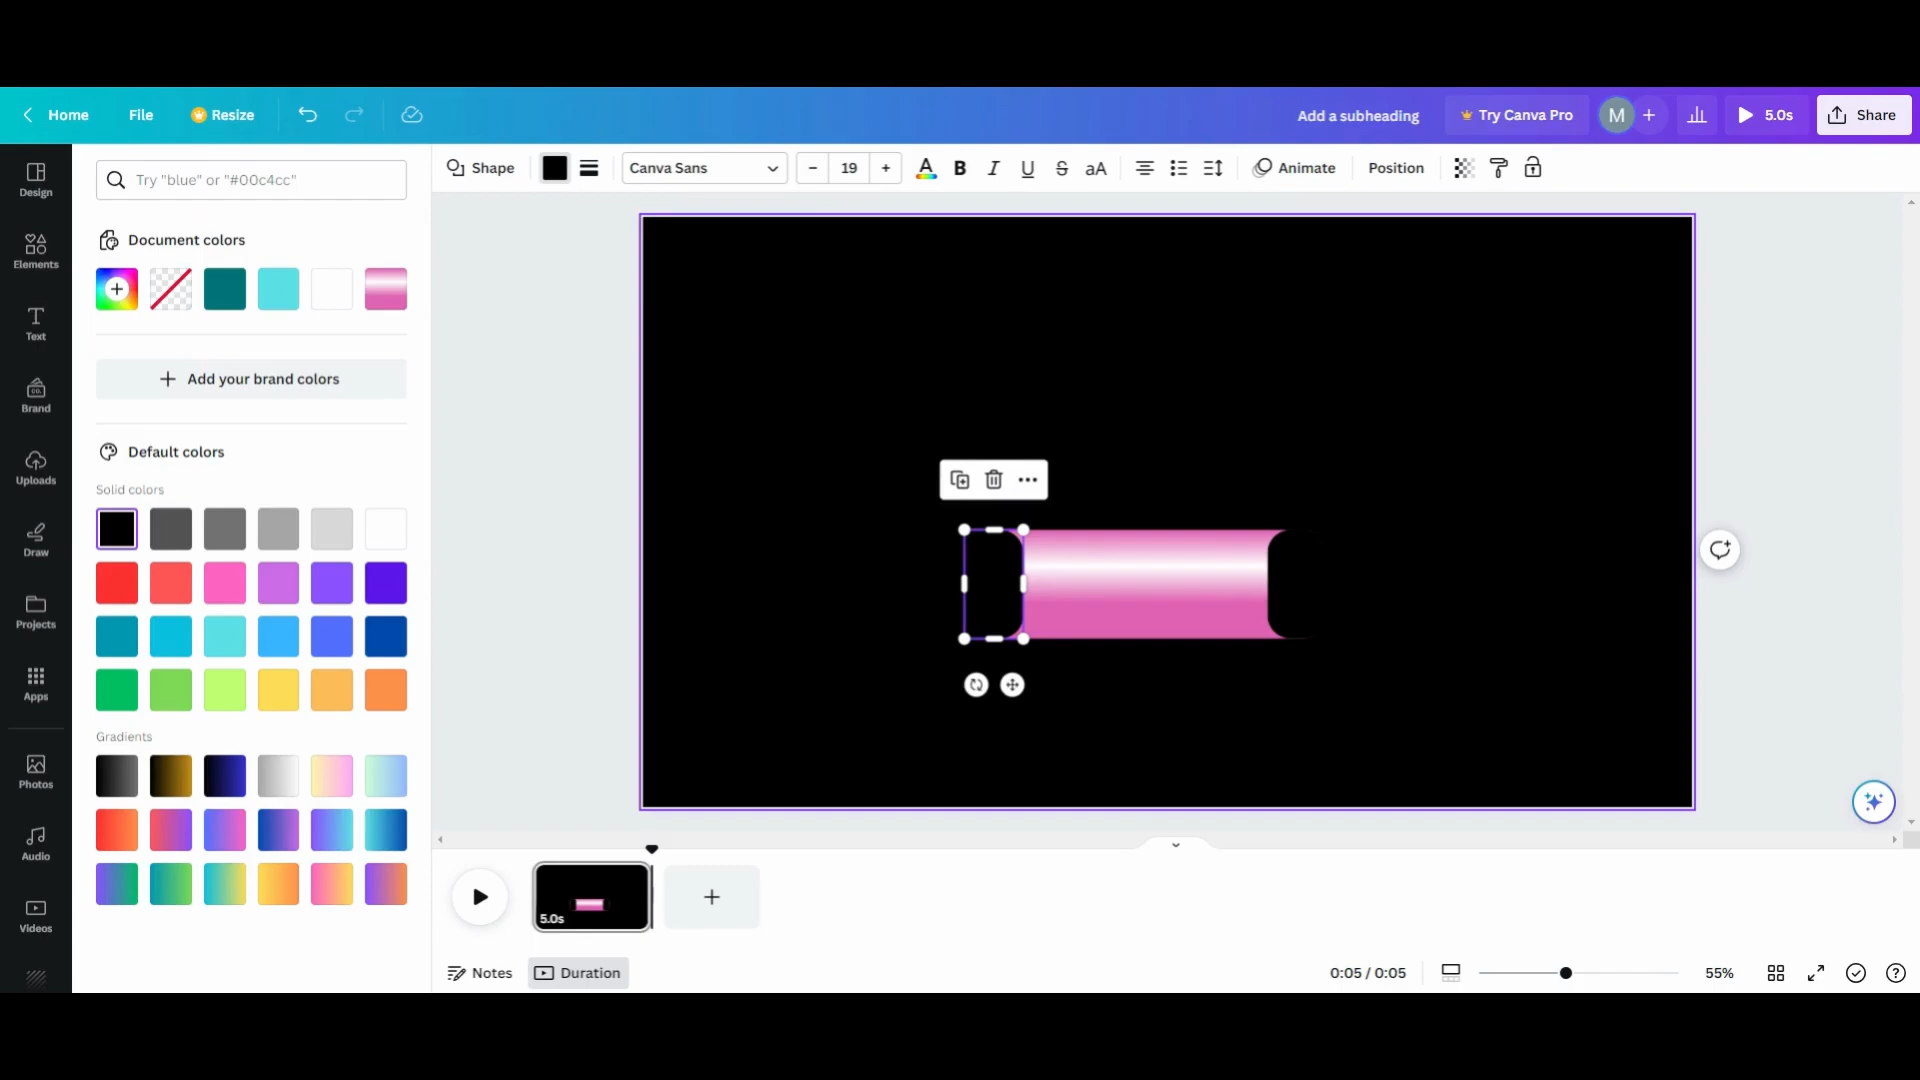 Home
File
Resize
Add a subheading
Try Canva Pro
M
5.0s
Share
Try "blue" or "#00c4cc"
Shape
Canva Sans
19
A
B
I
U
S
aA
Animate
Position
Design
Elements
Text
Brand
Uploads
Draw
Projects
Apps
Photos
Audio
Videos
Document colors
Add your brand colors
Default colors
Solid colors
Gradients
5.0s
Notes
Duration
0:05 / 0:05
55%